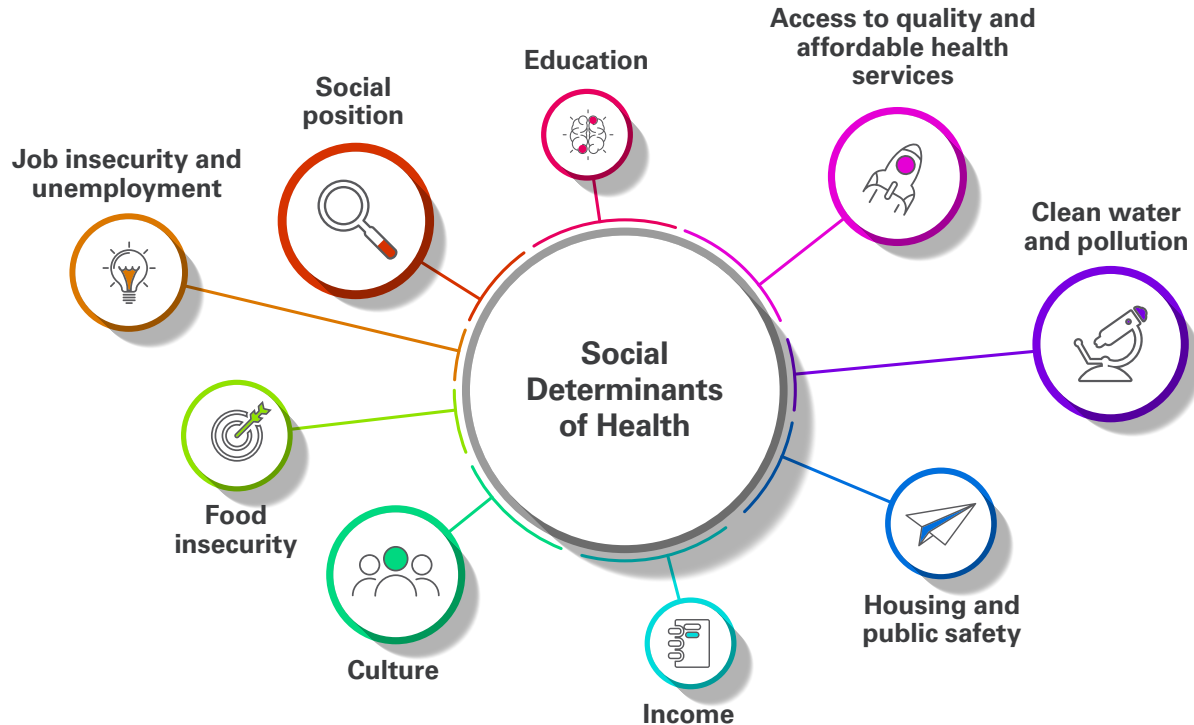 Access to quality and
affordable health
services
Education
Social
position
Job insecurity and
unemployment
Clean water
and pollution
Social
Determinants
of Health
Food
insecurity
Housing and
public safety
Culture
Income